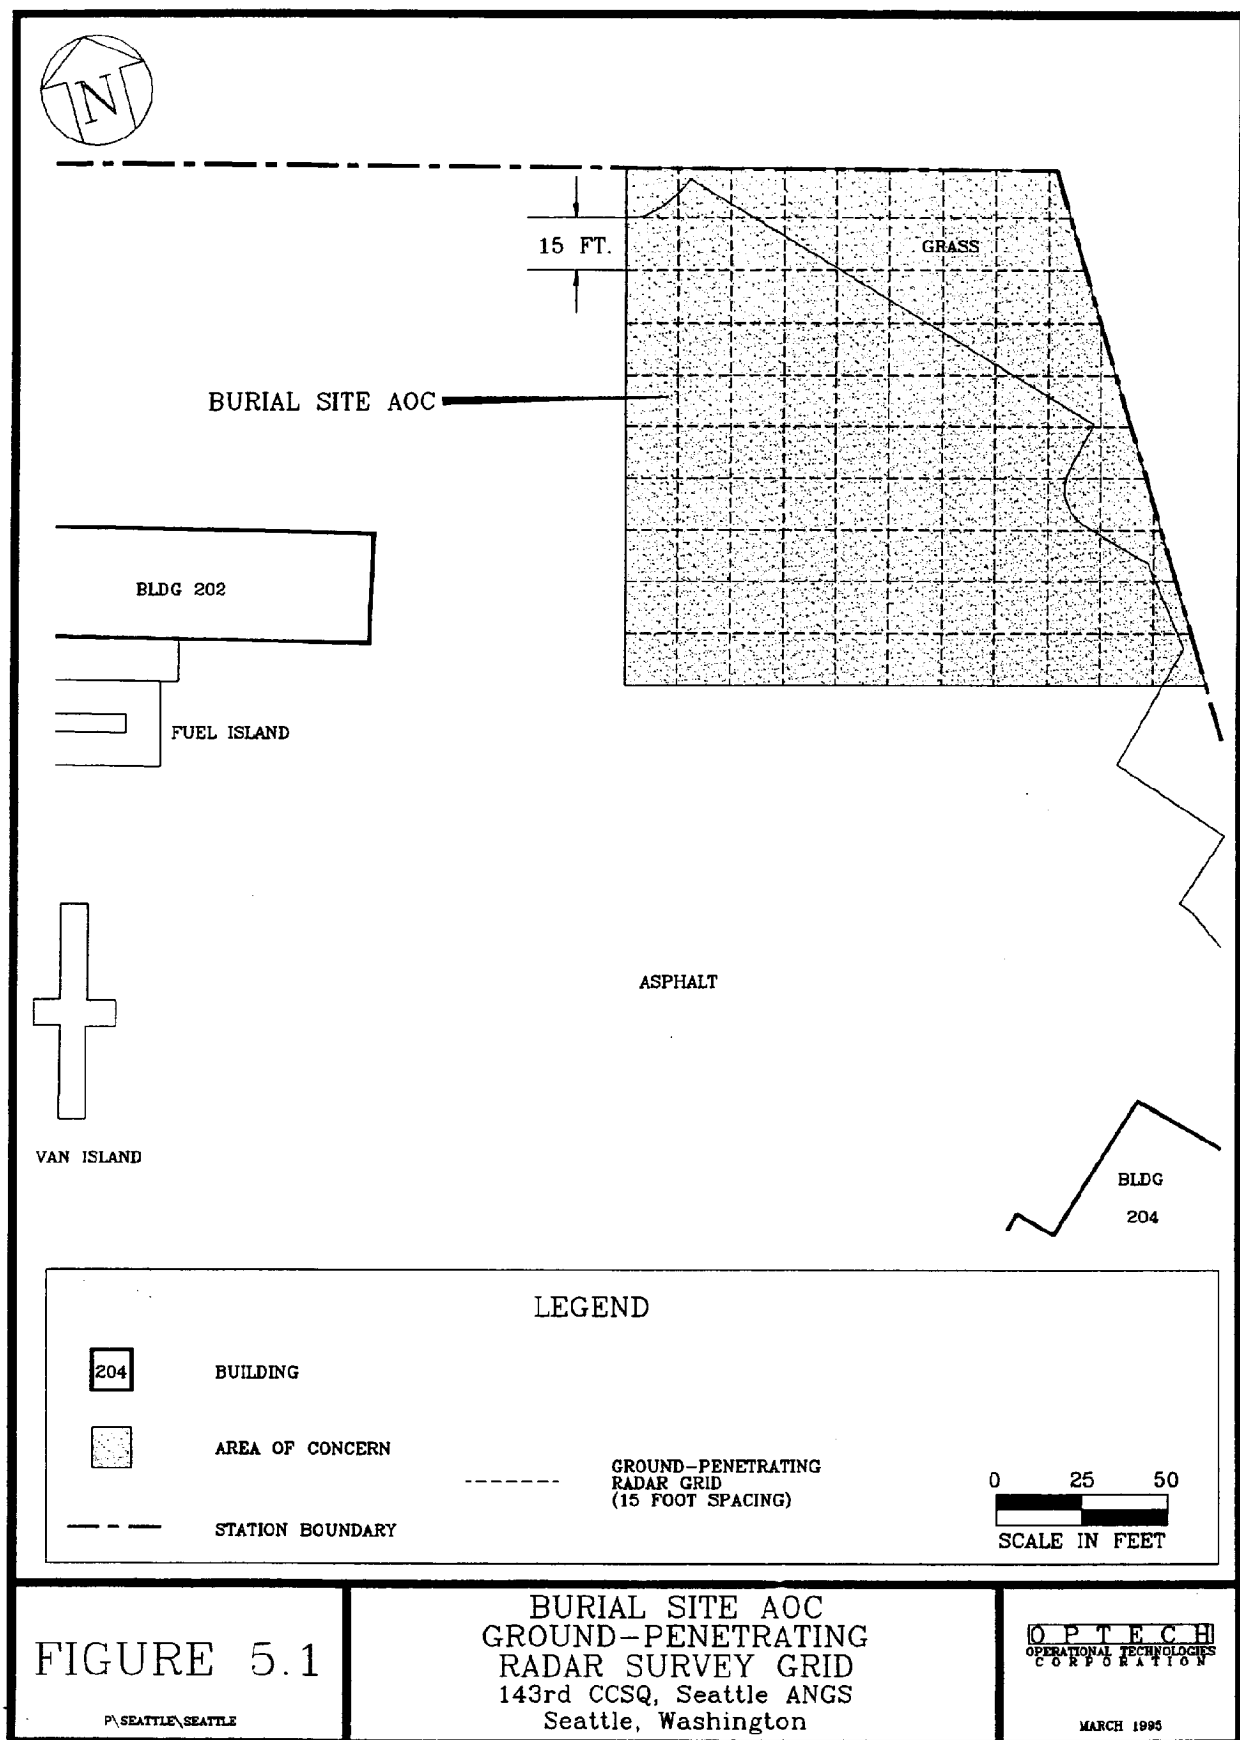 N
15 FT.
GRASS
BURIAL SITE AOC
BLDG 202
FUEL ISLAND
ASPHALT
VAN ISLAND
BLDG
204
LEGEND
204
BUILDING
AREA OF CONCERN
GROUND-PENETRATING
RADAR GRID
(15 FOOT SPACING)
STATION BOUNDARY
0 25 50
SCALE IN FEET
FIGURE 5.1
P\SEATTLE\SEATTLE
BURIAL SITE AOC
GROUND-PENETRATING
RADAR SURVEY GRID
143rd CCSQ, Seattle ANGS
Seattle, Washington
OPTECH
OPERATIONAL TECHNOLOGIES
CORPORATION
MARCH 1995